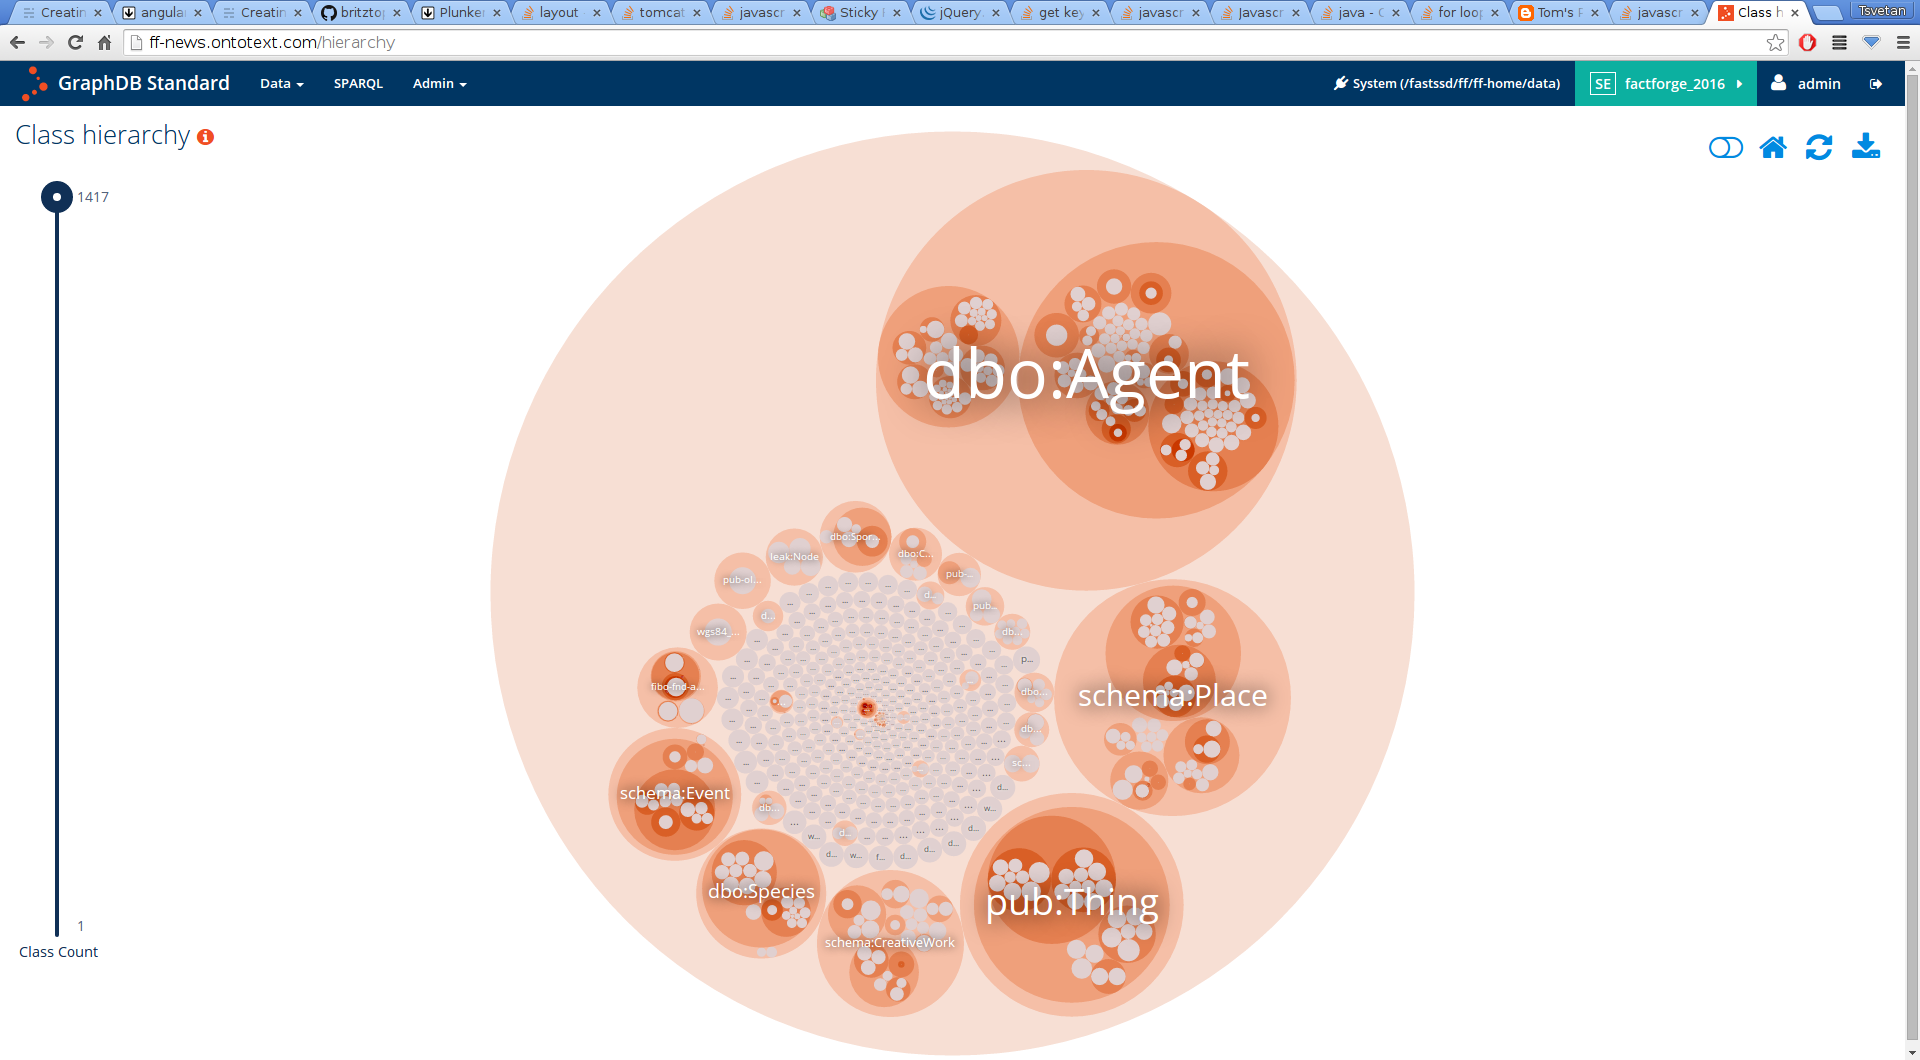 Creatin
angula
Creatin
britzto
Plunke
layout
tomcat
javascr
Sticky
jQuery
get key
javascr
Javascr
java - C
for loop
Tom's
javascr
Class h
Tsvetan
ff-news.ontotext.com/hierarchy
GraphDB Standard
Data
SPARQL
Admin
System (/fastssd/ff/ff-home/data)
SE
factforge_2016
admin
Class hierarchy
1417
dbo:Agent
dbo:Spor...
leak:Node
dbo:C...
pub-...
pub-ol...
d...
pub...
d...
wgs84_...
dbo...
p...
fibo-fnd-a...
dbo...
schema:Place
db...
sc...
schema:Event
d...
db...
w...
d...
w...
d...
d...
d...
w...
f...
d...
d...
dbo:Species
pub:Thing
schema:CreativeWork
1
Class Count